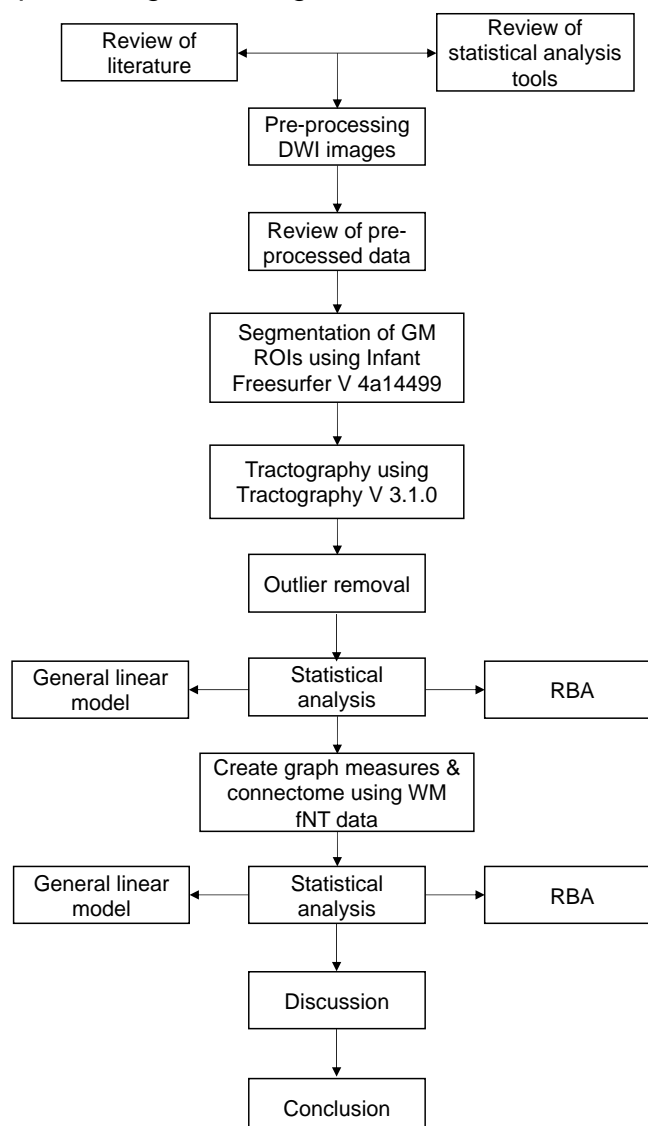 Review of
literature
Review of
statistical analysis
tools
Pre-processing
DWI images
Review of pre-
processed data
Segmentation of GM
ROIs using Infant
Freesurfer V 4a14499
Tractography using
Tractography V 3.1.0
Outlier removal
General linear
model
Statistical
analysis
RBA
Create graph measures &
connectome using WM
fNT data
General linear
model
Statistical
analysis
RBA
Discussion
Conclusion